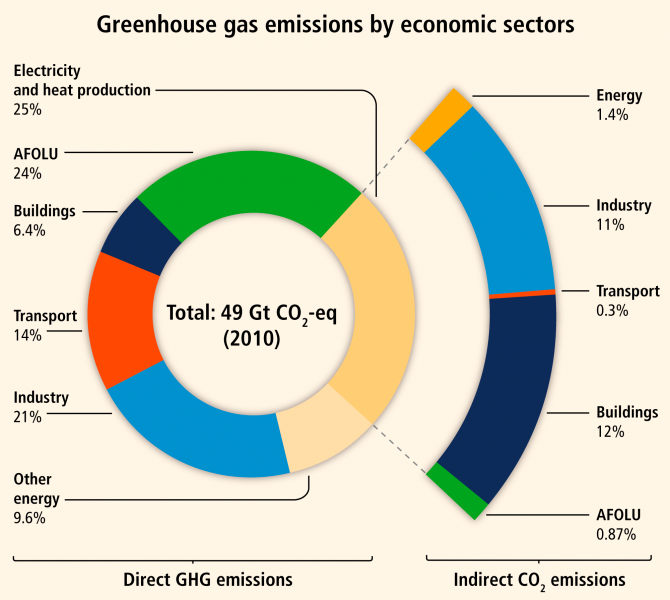 Greenhouse gas emissions by economic sectors
Electricity
and heat production
25%
AFOLU
24%
Buildings
6.4%
Transport
14%
Industry
21%
Other
energy
9.6%
Total: 49 Gt CO₂-eq
(2010)
Energy
1.4%
Industry
11%
Transport
0.3%
Buildings
12%
AFOLU
0.87%
Direct GHG emissions
Indirect CO₂ emissions